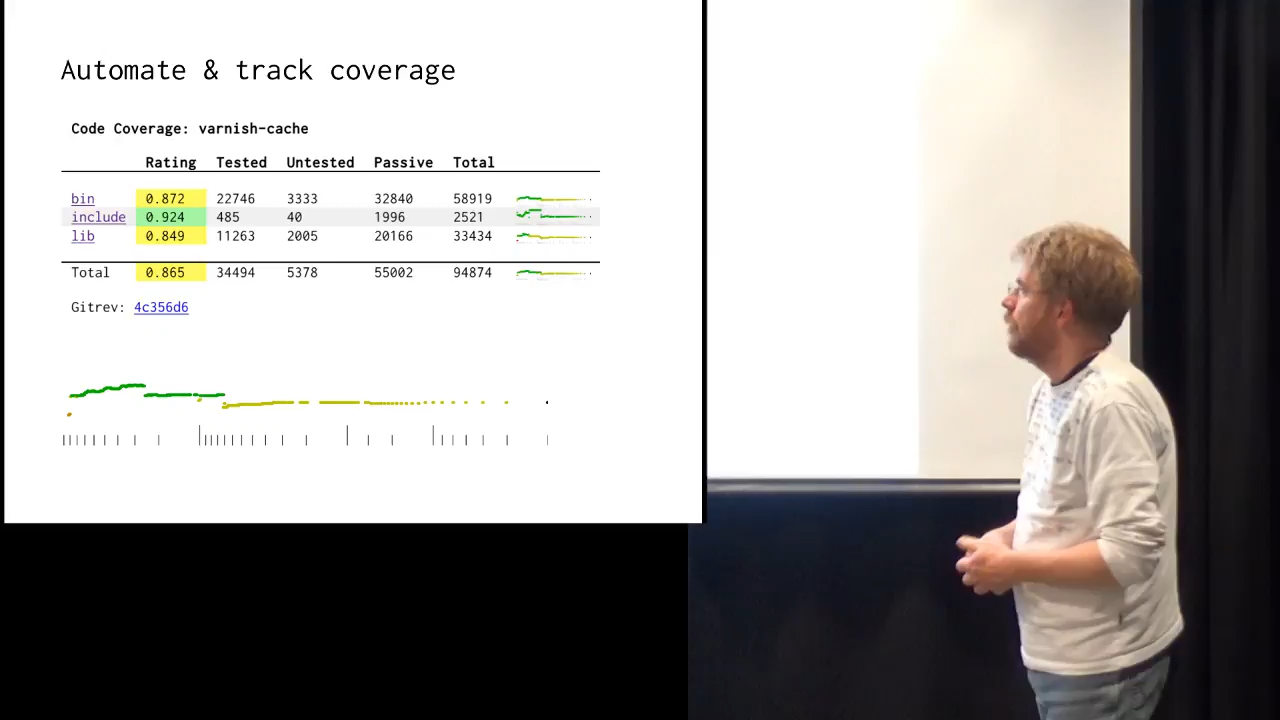 Automate & track coverage
Code Coverage: varnish-cache
Rating Tested Untested Passive Total
bin 0.872 22746 3333 32840 58919
include 0.924 485 40 1996 2521
lib 0.849 11263 2005 20166 33434
Total 0.865 34494 5378 55002 94874
Gitrev: 4c356d6